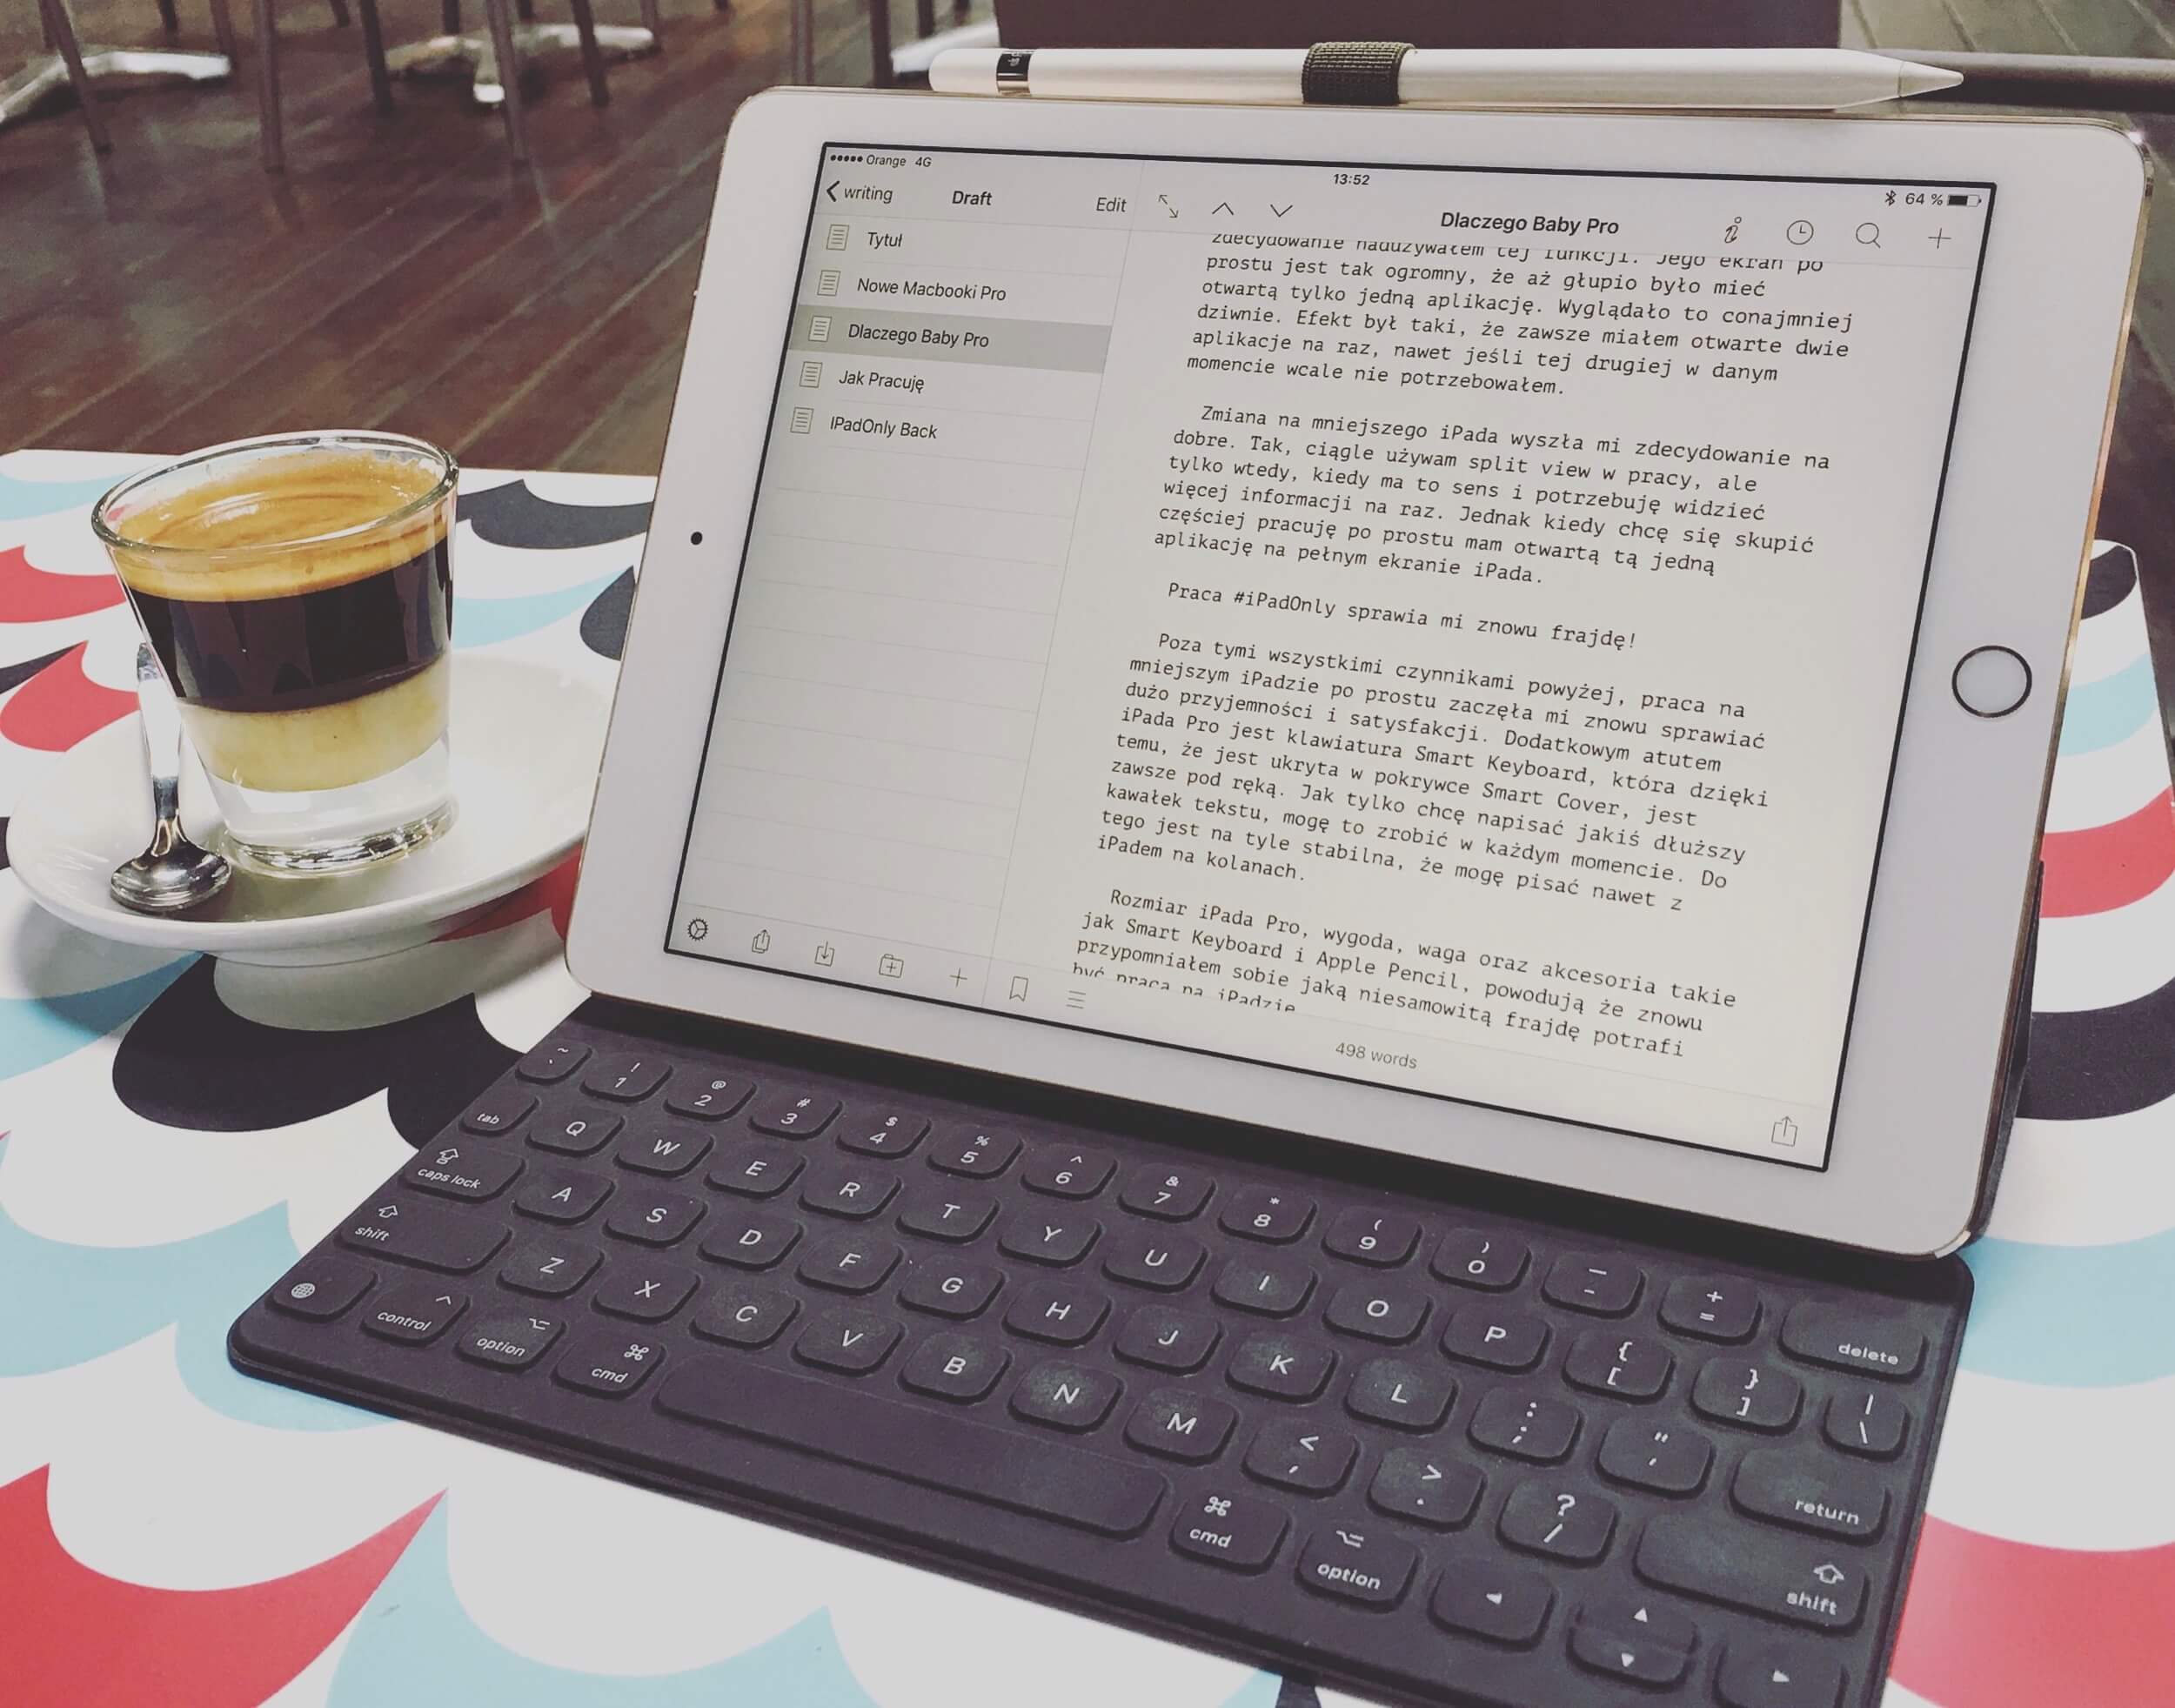 Orange 4G
13:52
64 %
writing
Draft
Edit
Dlaczego Baby Pro
Tytuł
Nowe Macbooki Pro
Dlaczego Baby Pro
Jak Pracuję
IPadOnly Back
zdecydowanie nadużywałem tej funkcji. Jego ekran po
prostu jest tak ogromny, że aż głupio było mieć
otwartą tylko jedną aplikację. Wyglądało to conajmniej
dziwnie. Efekt był taki, że zawsze miałem otwarte dwie
aplikacje na raz, nawet jeśli tej drugiej w danym
momencie wcale nie potrzebowałem.
Zmiana na mniejszego iPada wyszła mi zdecydowanie na
dobre. Tak, ciągle używam split view w pracy, ale
tylko wtedy, kiedy ma to sens i potrzebuję widzieć
więcej informacji na raz. Jednak kiedy chcę się skupić
częściej pracuję po prostu mam otwartą tą jedną
aplikację na pełnym ekranie iPada.
Praca #iPadOnly sprawia mi znowu frajdę!
Poza tymi wszystkimi czynnikami powyżej, praca na
mniejszym iPadzie po prostu zaczęła mi znowu sprawiać
dużo przyjemności i satysfakcji. Dodatkowym atutem
iPada Pro jest klawiatura Smart Keyboard, która dzięki
temu, że jest ukryta w pokrywce Smart Cover, jest
zawsze pod ręką. Jak tylko chcę napisać jakiś dłuższy
kawałek tekstu, mogę to zrobić w każdym momencie. Do
tego jest na tyle stabilna, że mogę pisać nawet z
iPadem na kolanach.
Rozmiar iPada Pro, wygoda, waga oraz akcesoria takie
jak Smart Keyboard i Apple Pencil, powodują że znowu
przypomniałem sobie jaką niesamowitą frajdę potrafi
być praca na iPadzie
498 words
~ ` ! 1 @ 2 # 3 $ 4 % 5 ^ 6 & 7 * 8 ( 9 ) 0 _ - + = delete
tab Q W E R T Y U I O P { [ } ] | \
caps lock A S D F G H J K L : ; " ' return
shift Z X C V B N M < , > . ? / shift
control option cmd cmd option